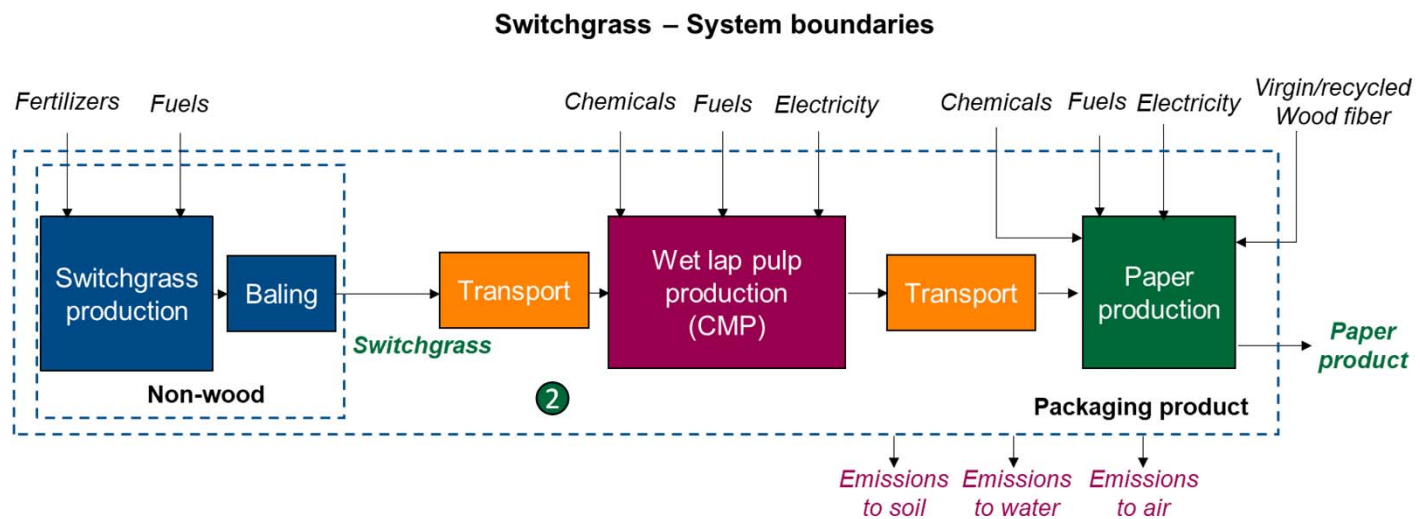 Switchgrass – System boundaries
Fertilizers
Fuels
Chemicals
Fuels
Electricity
Chemicals
Fuels
Electricity
Virgin/recycled
Wood fiber
Switchgrass
production
Baling
Transport
Wet lap pulp
production
(CMP)
Transport
Paper
production
Switchgrass
Paper
product
Non-wood
2
Packaging product
Emissions
to soil
Emissions
to water
Emissions
to air